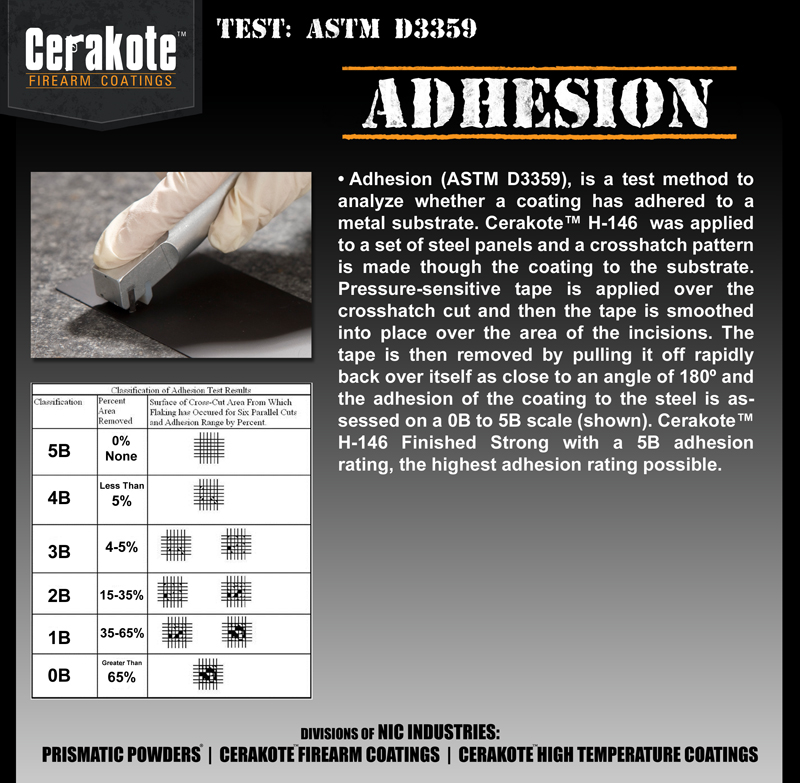 Cerakote™
FIREARM COATINGS
TEST: ASTM D3359
ADHESION
• Adhesion (ASTM D3359), is a test method to
analyze whether a coating has adhered to a
metal substrate. Cerakote™ H-146 was applied
to a set of steel panels and a crosshatch pattern
is made though the coating to the substrate.
Pressure-sensitive tape is applied over the
crosshatch cut and then the tape is smoothed
into place over the area of the incisions. The
tape is then removed by pulling it off rapidly
back over itself as close to an angle of 180º and
the adhesion of the coating to the steel is as-
sessed on a 0B to 5B scale (shown). Cerakote™
H-146 Finished Strong with a 5B adhesion
rating, the highest adhesion rating possible.
Classification of Adhesion Test Results
Classification
Percent
Area
Removed
Surface of Cross-Cut Area From Which
Flaking has Occured for Six Parallel Cuts
and Adhesion Range by Percent.
5B
0%
None
4B
Less Than
5%
3B
4-5%
2B
15-35%
1B
35-65%
0B
Greater Than
65%
DIVISIONS OF NIC INDUSTRIES:
PRISMATIC POWDERS® | CERAKOTE™ FIREARM COATINGS | CERAKOTE™ HIGH TEMPERATURE COATINGS